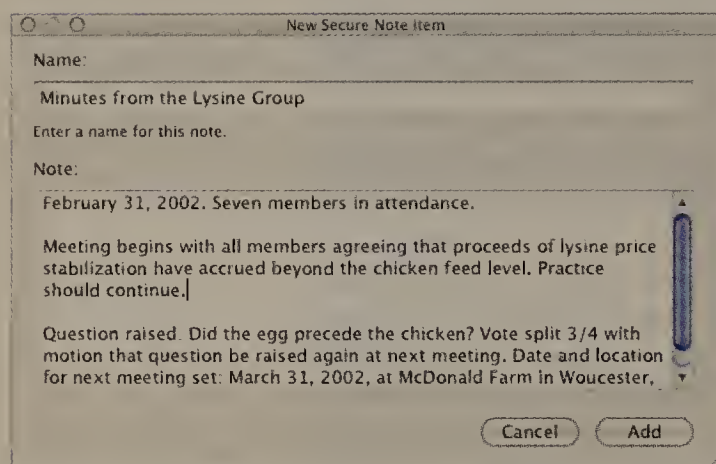 New Secure Note Item
Name:
Minutes from the Lysine Group
Enter a name for this note.
Note:
February 31, 2002. Seven members in attendance.
Meeting begins with all members agreeing that proceeds of lysine price
stabilization have accrued beyond the chicken feed level. Practice
should continue.
Question raised. Did the egg precede the chicken? Vote split 3/4 with
motion that question be raised again at next meeting. Date and location
for next meeting set: March 31, 2002, at McDonald Farm in Woucester,
Cancel Add